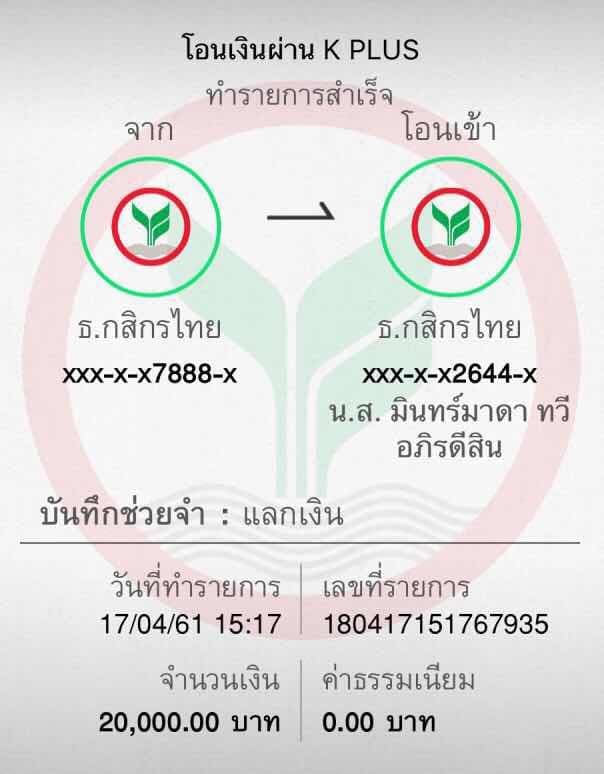 โอนเงินผ่าน K PLUS
ทำรายการสำเร็จ
จาก
โอนเข้า
ธ.กสิกรไทย
ธ.กสิกรไทย
xxx-x-x7888-x
xxx-x-x2644-x
น.ส. มินทร์มาดา ทวี
อภิรดีสิน
บันทึกช่วยจำ : แลกเงิน
วันที่ทำรายการ
เลขที่รายการ
17/04/61 15:17
180417151767935
จำนวนเงิน
ค่าธรรมเนียม
20,000.00 บาท
0.00 บาท